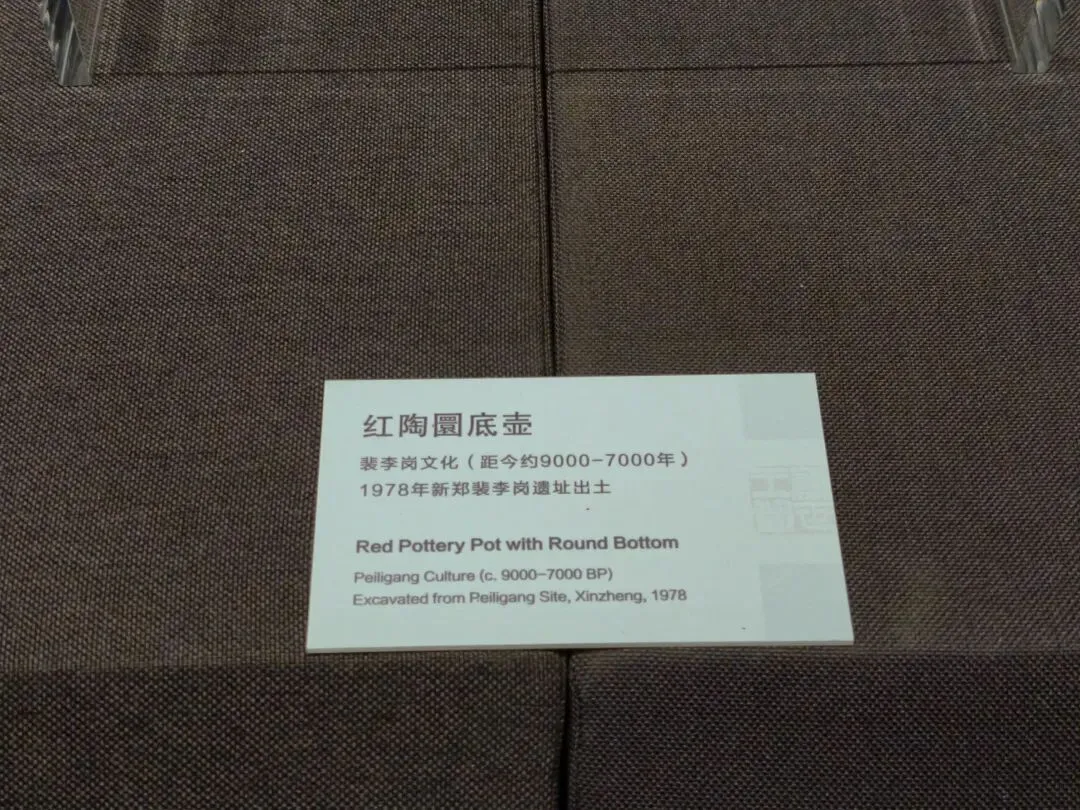 红陶圜底壶
裴李岗文化（距今约9000-7000年）
1978年新郑裴李岗遗址出土
Red Pottery Pot with Round Bottom
Peiligang Culture (c. 9000-7000 BP)
Excavated from Peiligang Site, Xinzheng, 1978